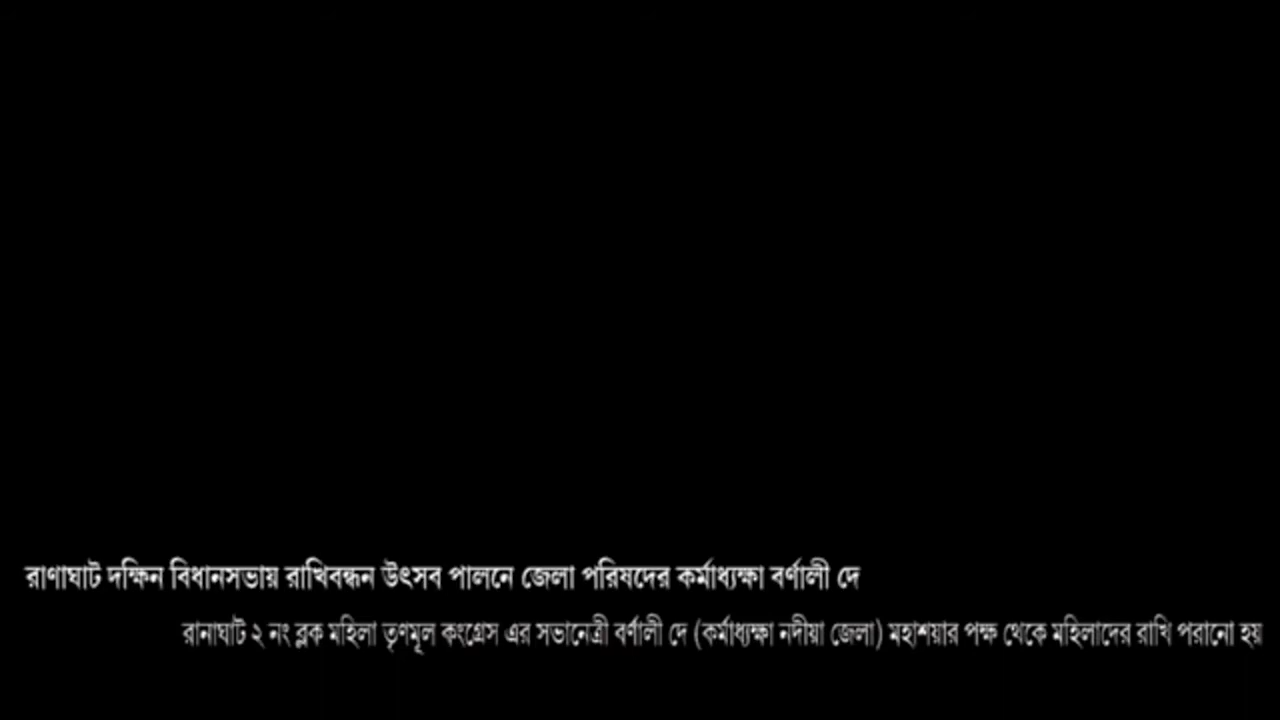 রাণাঘাট দক্ষিন বিধানসভায় রাখিবন্ধন উৎসব পালনে জেলা পরিষদের কর্মাধ্যক্ষা বর্ণালী দে
রানাঘাট ২ নং ব্লক মহিলা তৃণমূল কংগ্রেস এর সভানেত্রী বর্ণালী দে (কর্মাধ্যক্ষা নদীয়া জেলা) মহাশয়ার পক্ষ থেকে মহিলাদের রাখি পরানো হয়